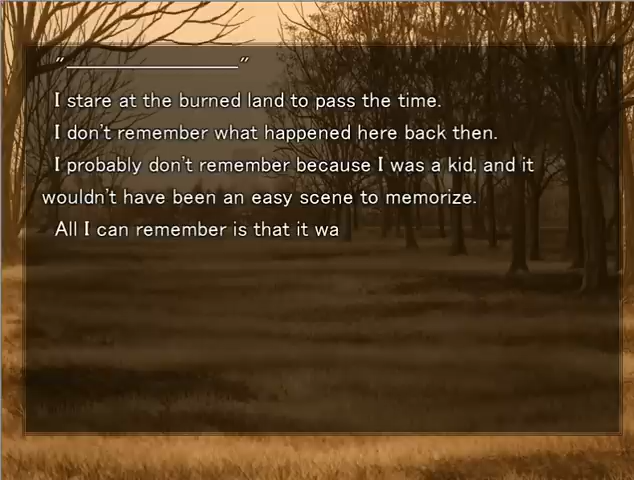 "――――――――――"
I stare at the burned land to pass the time.
I don't remember what happened here back then.
I probably don't remember because I was a kid, and it
wouldn't have been an easy scene to memorize.
All I can remember is that it wa